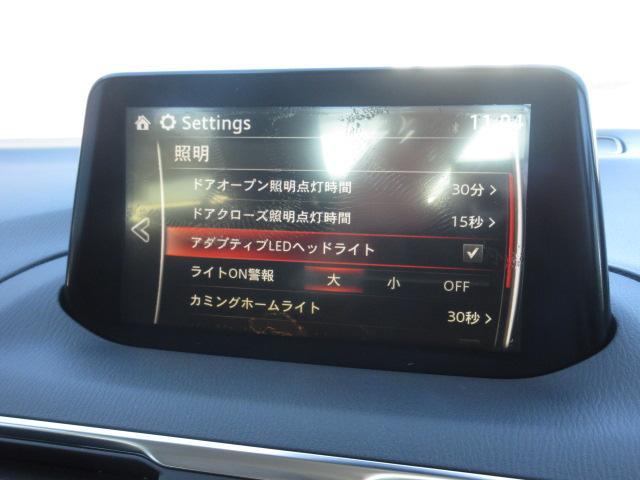 Settings
照明
ドアオープン照明点灯時間 30分
ドアクローズ照明点灯時間 15秒
アダプティブLEDヘッドライト
ライトON警報 大 小 OFF
カミングホームライト 30秒